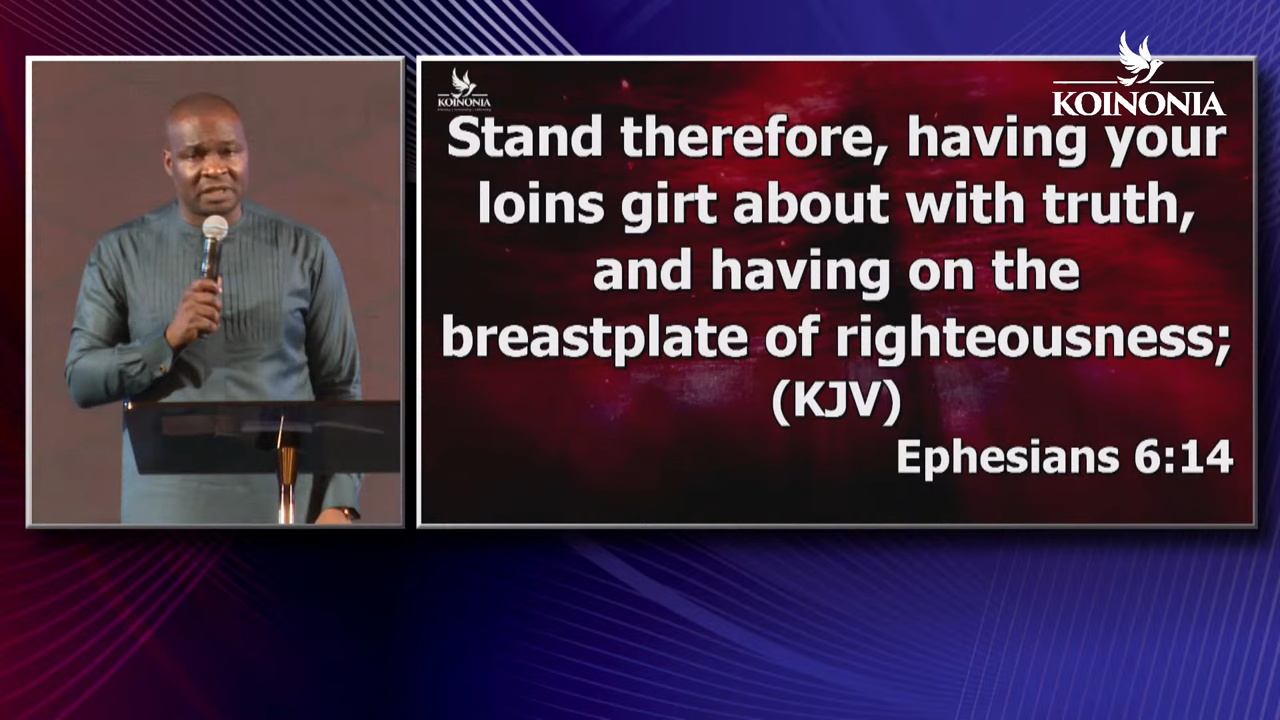 KOINONIA
KOINONIA
Stand therefore, having your
loins girt about with truth,
and having on the
breastplate of righteousness;
(KJV)
Ephesians 6:14